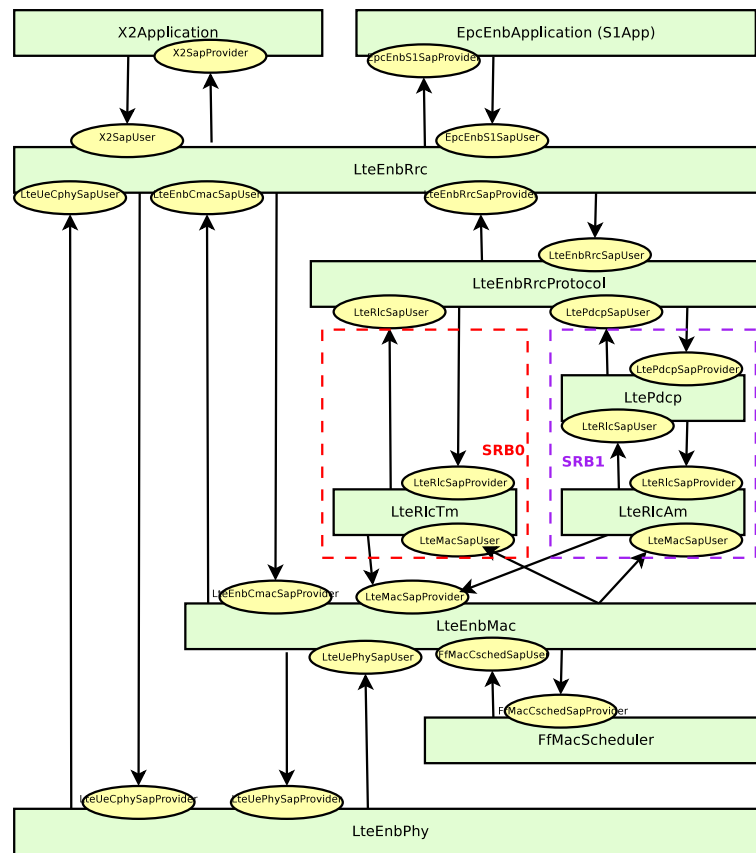 X2Application
EpcEnbApplication (S1App)
X2SapProvider
EpcEnbS1SapProvider
X2SapUser
EpcEnbS1SapUser
LteEnbRrc
LteUeCphySapUser
LteEnbCmacSapUser
LteEnbRrcSapProvider
LteEnbRrcSapUser
LteEnbRrcProtocol
LteRlcSapUser
LtePdcpSapUser
LtePdcpSapProvider
LtePdcp
LteRlcSapUser
SRB0
SRB1
LteRlcSapProvider
LteRlcSapProvider
LteRlcTm
LteRlcAm
LteMacSapUser
LteMacSapUser
LteEnbCmacSapProvider
LteMacSapProvider
LteEnbMac
LteUePhySapUser
FfMacCschedSapUser
FfMacCschedSapProvider
FfMacScheduler
LteUeCphySapProvider
LteUePhySapProvider
LteEnbPhy